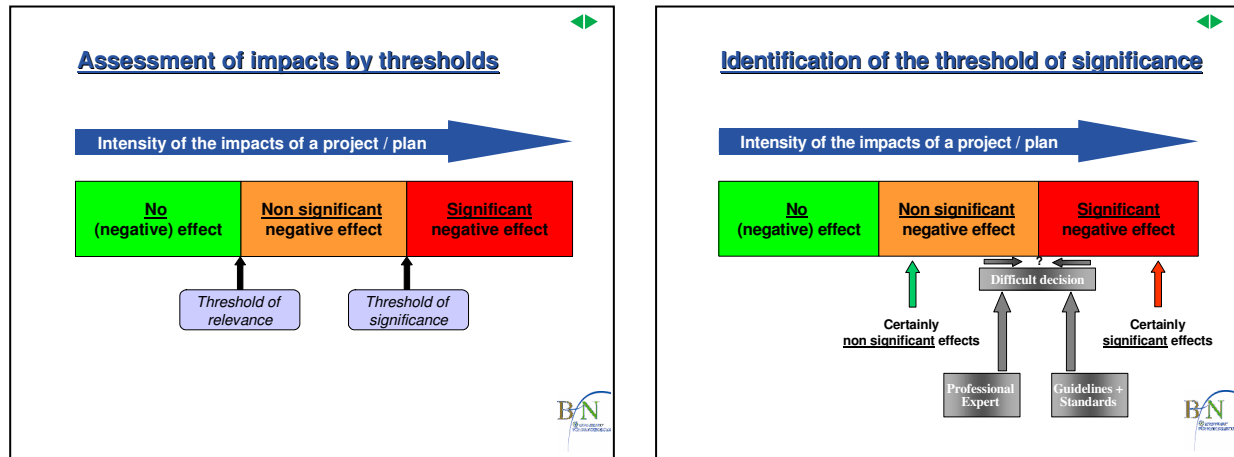 Assessment of impacts by thresholds
Intensity of the impacts of a project / plan
No
(negative) effect
Non significant
negative effect
Significant
negative effect
Threshold of
relevance
Threshold of
significance
BfN
Identification of the threshold of significance
Intensity of the impacts of a project / plan
No
(negative) effect
Non significant
negative effect
Significant
negative effect
?
Difficult decision
Certainly
non significant effects
Certainly
significant effects
Professional
Expert
Guidelines +
Standards
BfN